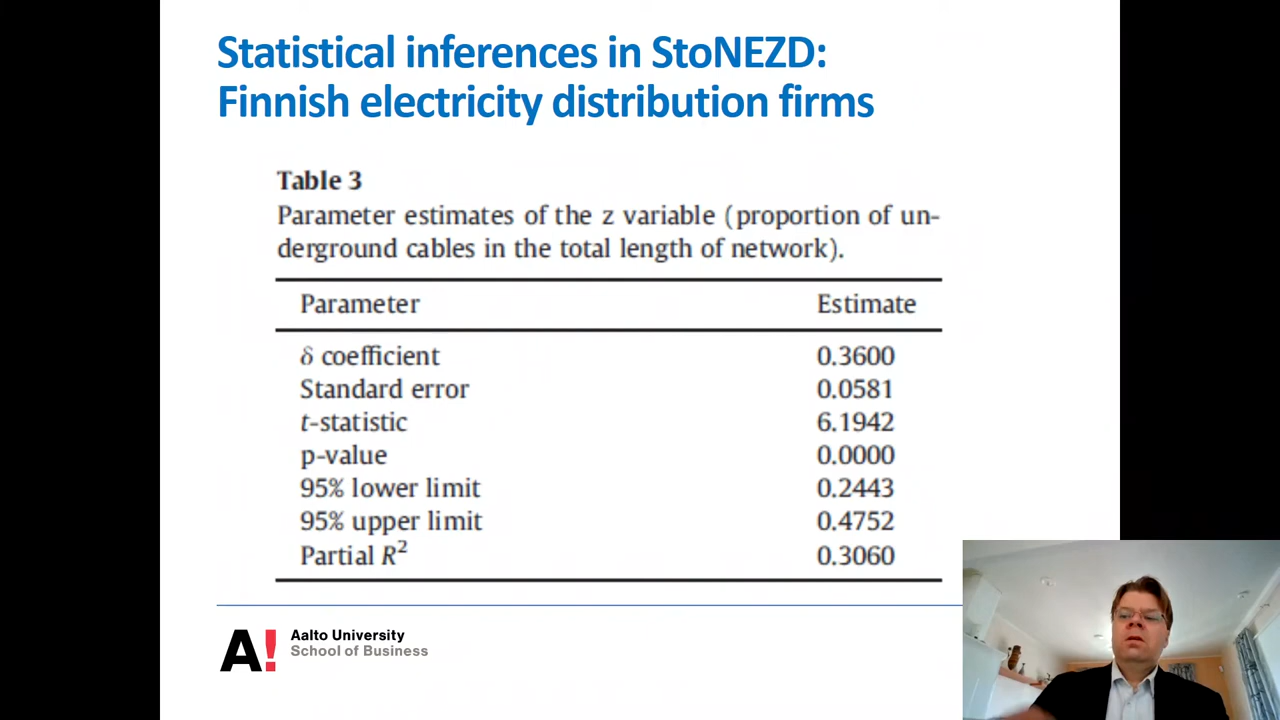 Statistical inferences in StoNEZD:
Finnish electricity distribution firms
Table 3
Parameter estimates of the z variable (proportion of un-
derground cables in the total length of network).
Parameter Estimate
δ coefficient 0.3600
Standard error 0.0581
t-statistic 6.1942
p-value 0.0000
95% lower limit 0.2443
95% upper limit 0.4752
Partial R² 0.3060
A! Aalto University
School of Business